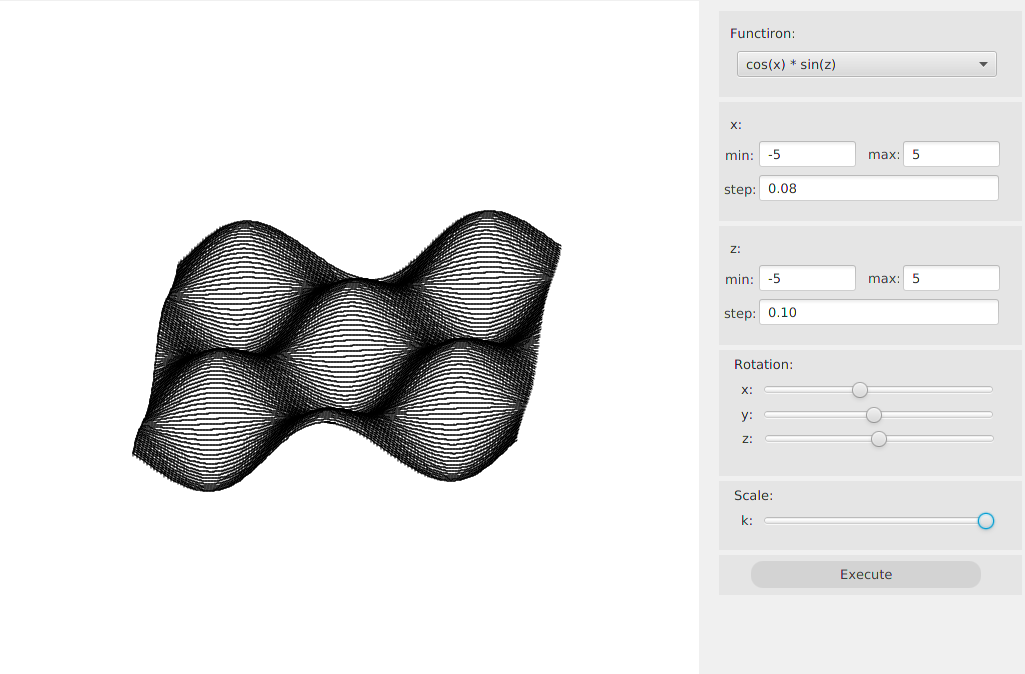 Functiron:
cos(x) * sin(z)
x:
min: -5 max: 5
step: 0.08
z:
min: -5 max: 5
step: 0.10
Rotation:
x:
y:
z:
Scale:
k:
Execute